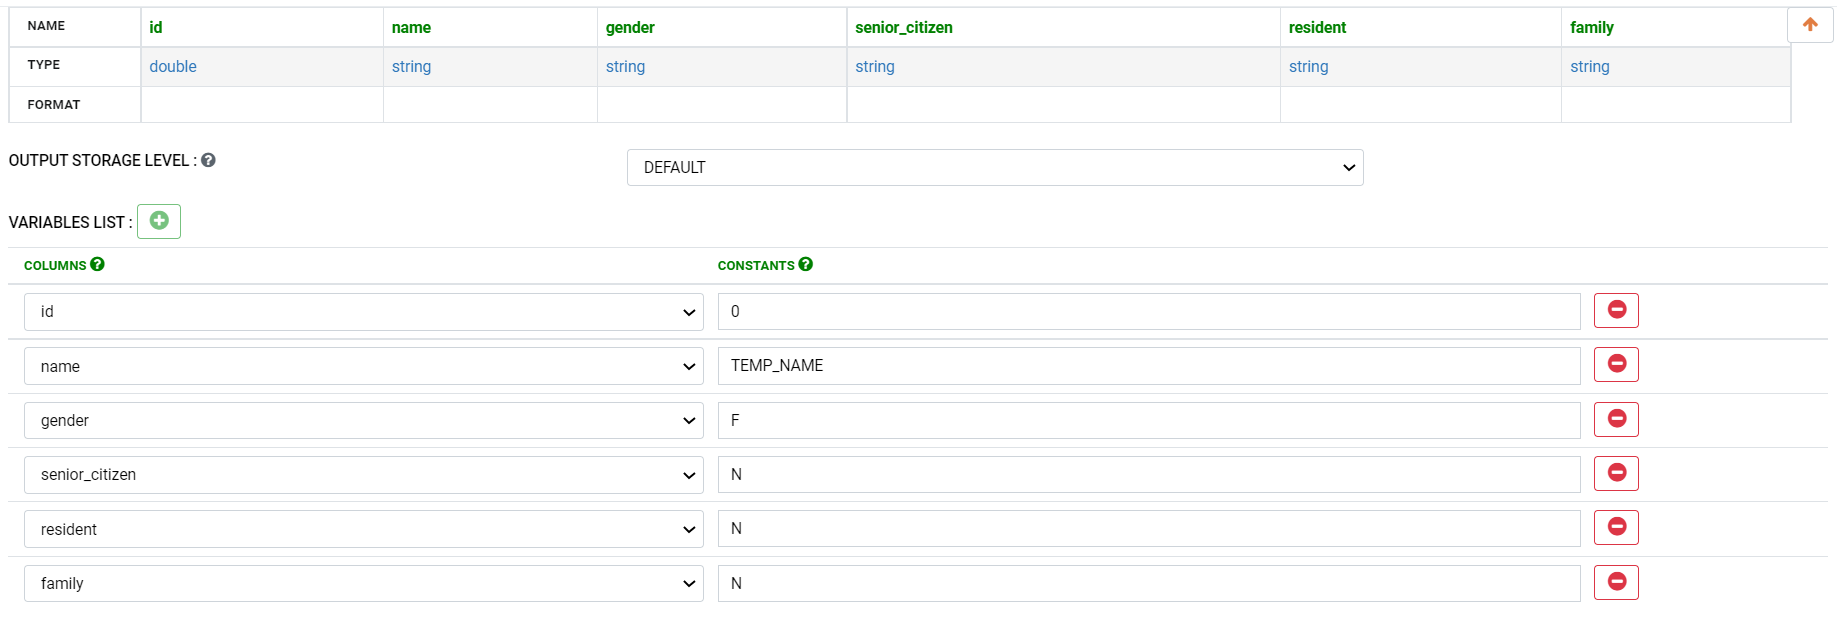 NAME id name gender senior_citizen resident family
TYPE double string string string string string
FORMAT
OUTPUT STORAGE LEVEL : ? DEFAULT
VARIABLES LIST :
COLUMNS ? CONSTANTS ?
id 0
name TEMP_NAME
gender F
senior_citizen N
resident N
family N